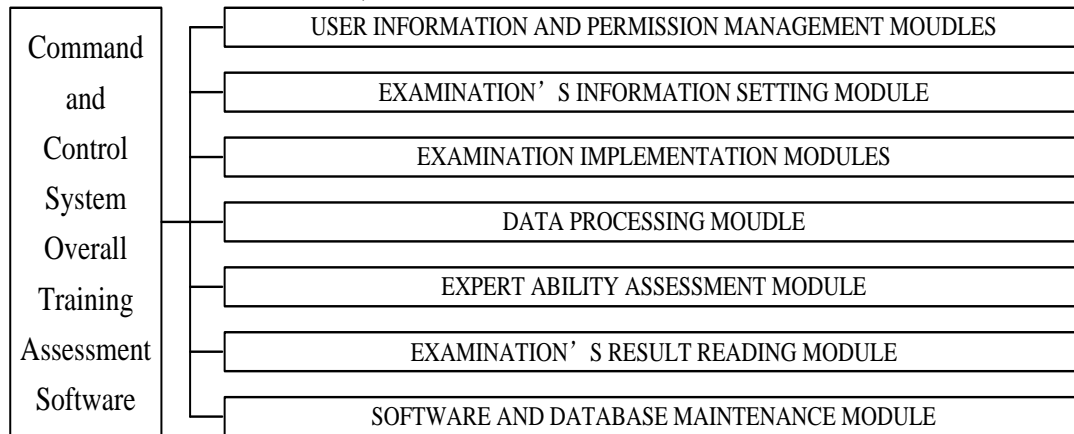 Command
and
Control
System
Overall
Training
Assessment
Software
USER INFORMATION AND PERMISSION MANAGEMENT MOUDLES
EXAMINATION’S INFORMATION SETTING MODULE
EXAMINATION IMPLEMENTATION MODULES
DATA PROCESSING MOUDLE
EXPERT ABILITY ASSESSMENT MODULE
EXAMINATION’S RESULT READING MODULE
SOFTWARE AND DATABASE MAINTENANCE MODULE